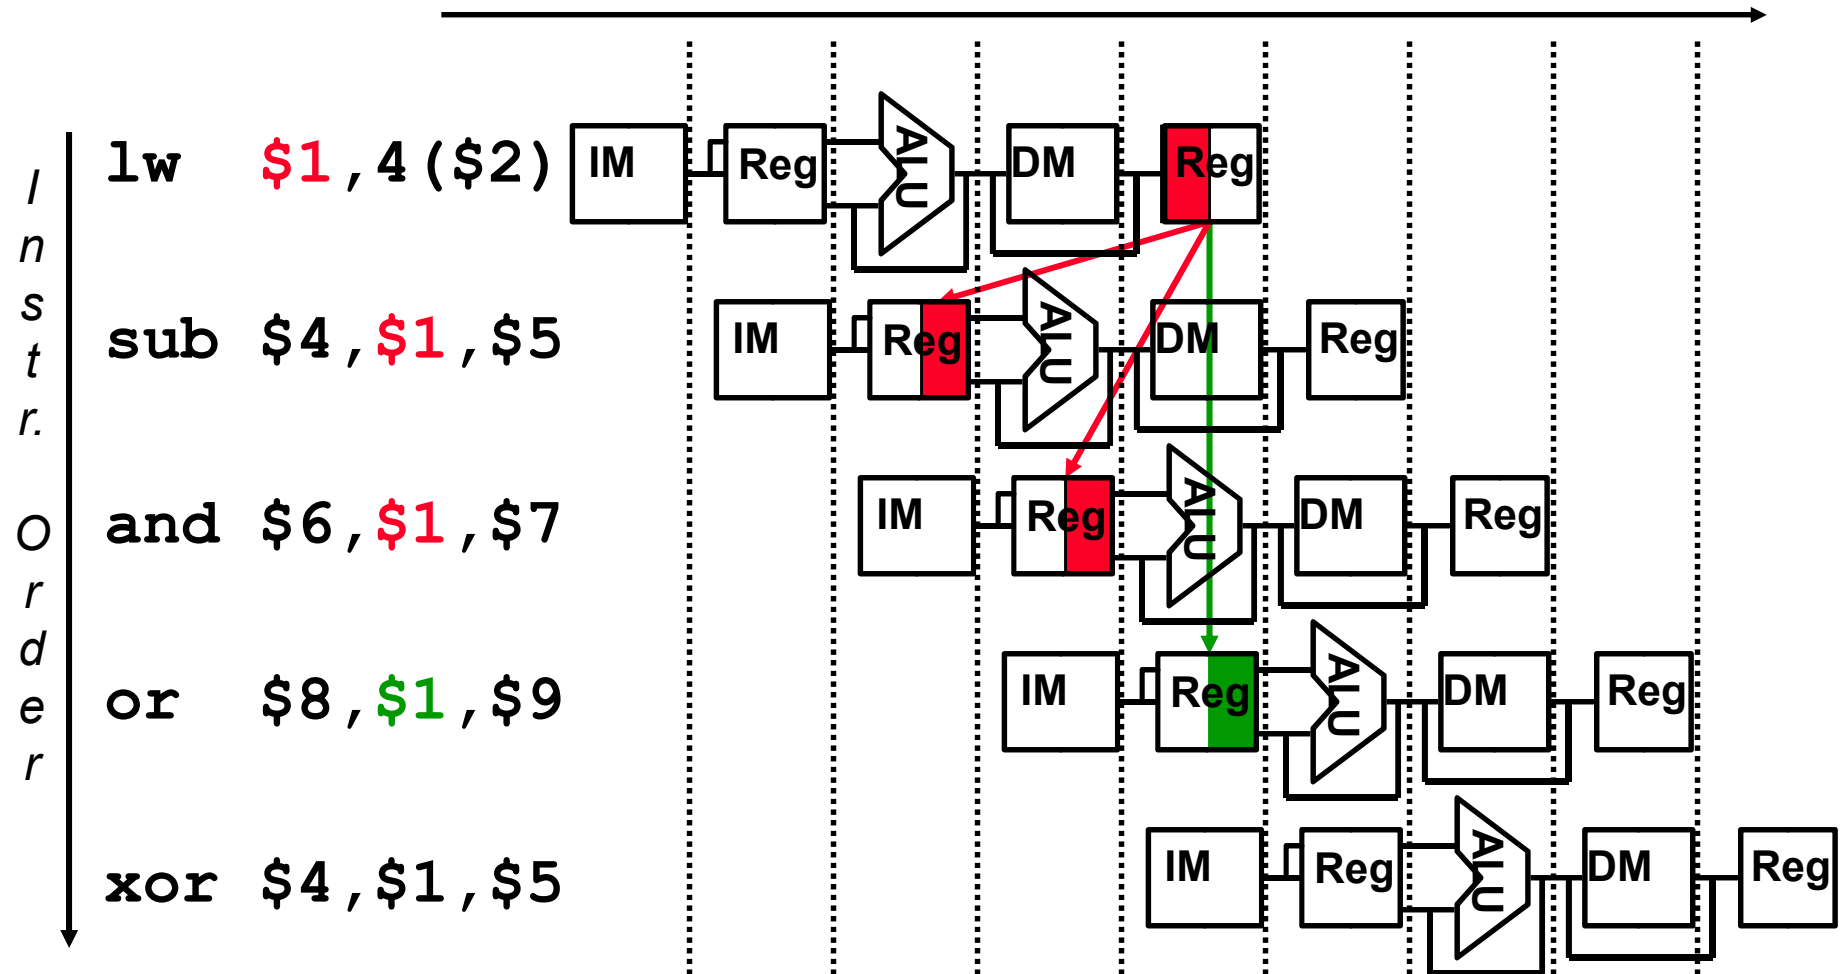 Instr. Order
lw $1,4($2) IM Reg ALU DM Reg
sub $4,$1,$5 IM Reg ALU DM Reg
and $6,$1,$7 IM Reg ALU DM Reg
or $8,$1,$9 IM Reg ALU DM Reg
xor $4,$1,$5 IM Reg ALU DM Reg